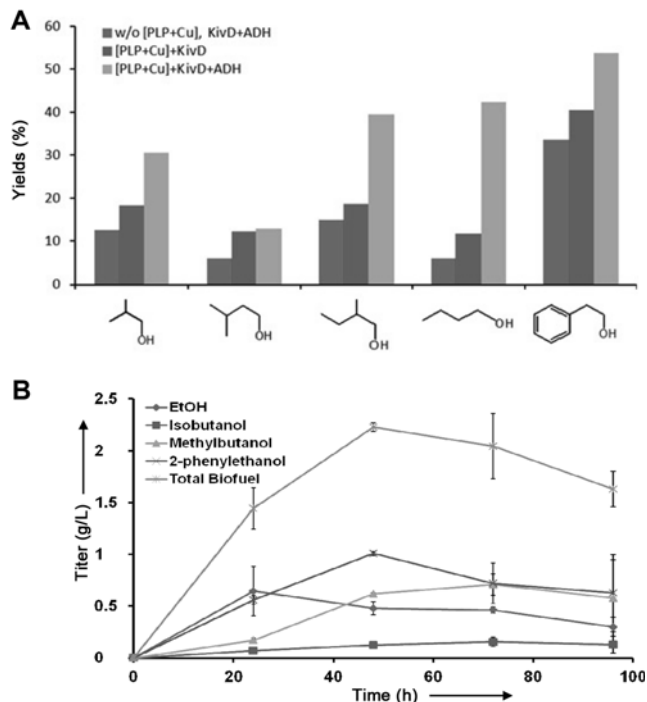 A
w/o [PLP+Cu], KivD+ADH
[PLP+Cu]+KivD
[PLP+Cu]+KivD+ADH
Yields (%)
60
50
40
30
20
10
0
OH
OH
OH
OH
OH
B
EtOH
Isobutanol
Methylbutanol
2-phenylethanol
Total Biofuel
Titer (g/L)
2.5
2
1.5
1
0.5
0
0 20 40 60 80 100
Time (h)